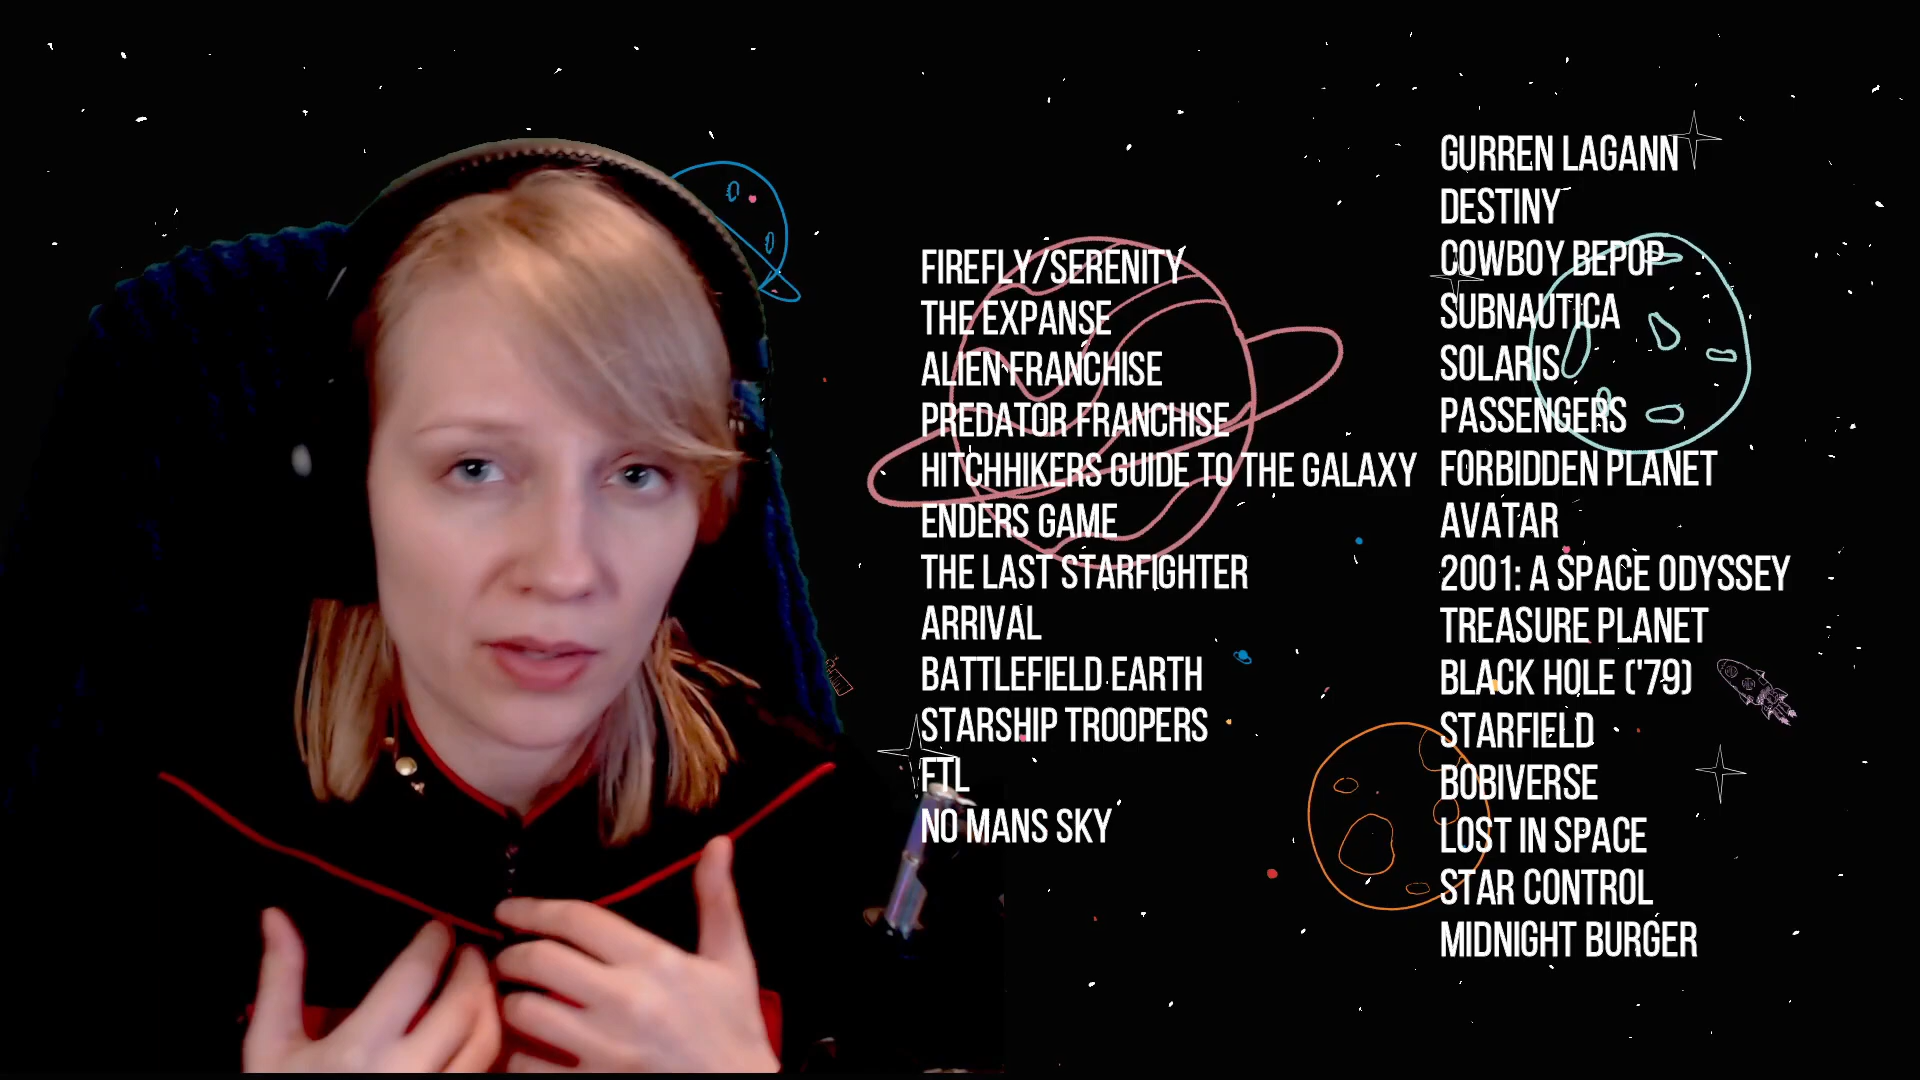 FIREFLY/SERENITY
THE EXPANSE
ALIEN FRANCHISE
PREDATOR FRANCHISE
HITCHHIKERS GUIDE TO THE GALAXY
ENDERS GAME
THE LAST STARFIGHTER
ARRIVAL
BATTLEFIELD EARTH
STARSHIP TROOPERS
FTL
NO MANS SKY
GURREN LAGANN
DESTINY
COWBOY BEPOP
SUBNAUTICA
SOLARIS
PASSENGERS
FORBIDDEN PLANET
AVATAR
2001: A SPACE ODYSSEY
TREASURE PLANET
BLACK HOLE ('79)
STARFIELD
BOBIVERSE
LOST IN SPACE
STAR CONTROL
MIDNIGHT BURGER